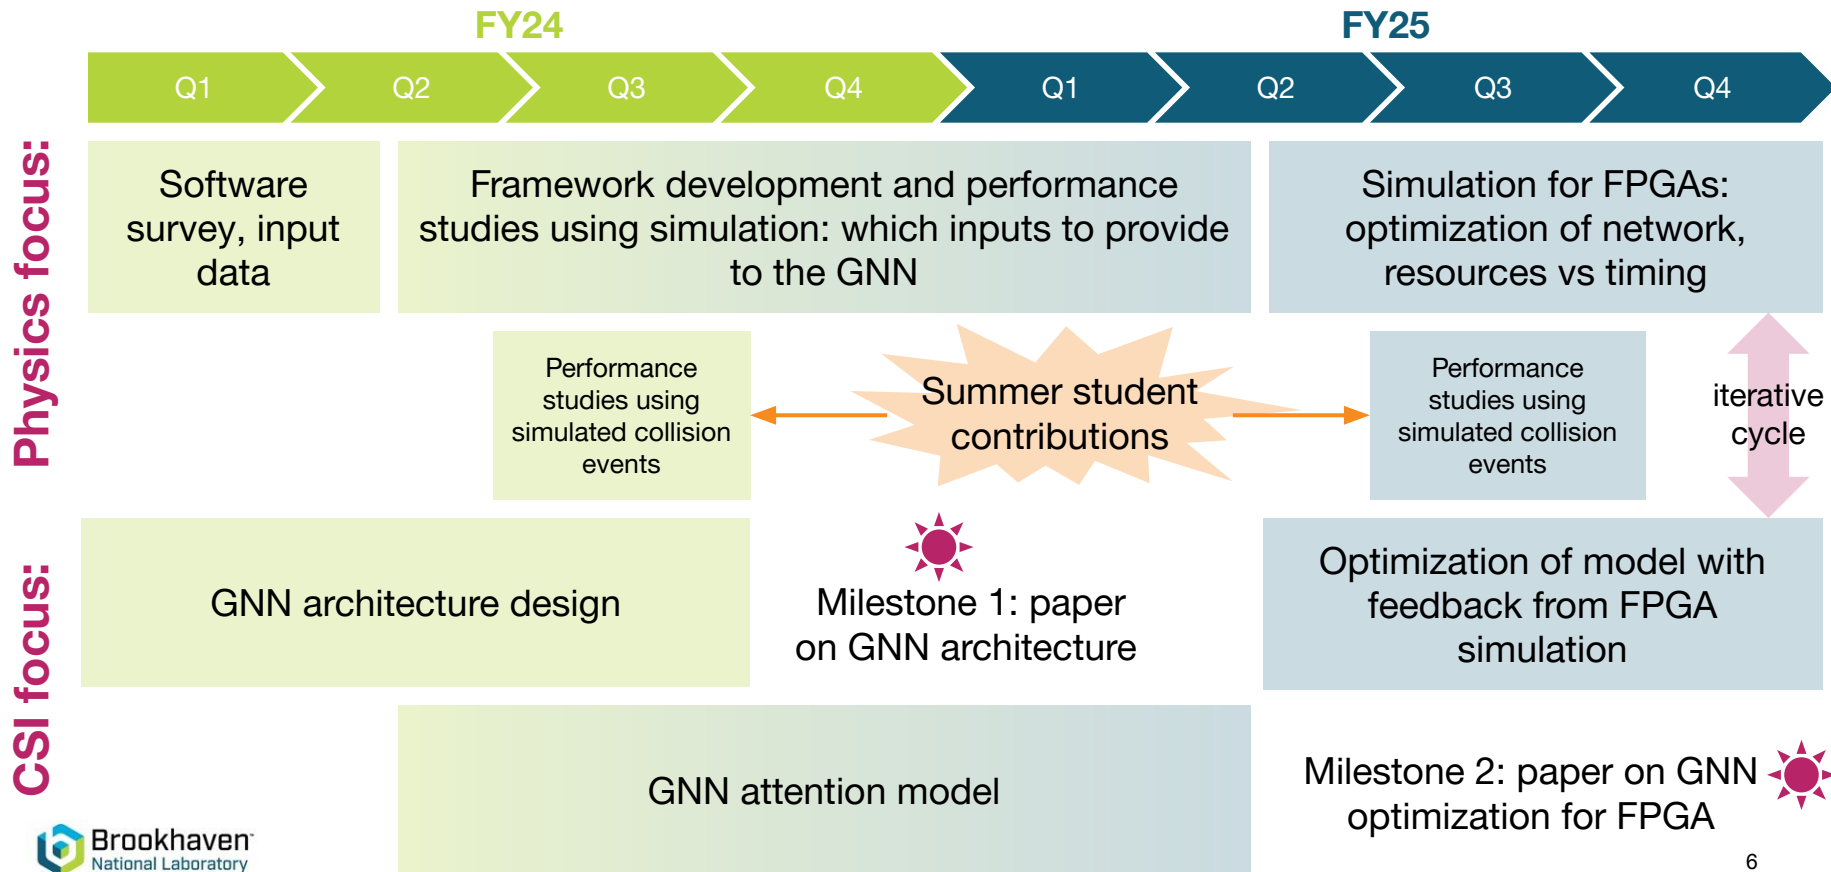 FY24
FY25
Q1
Q2
Q3
Q4
Q1
Q2
Q3
Q4
Physics focus:
Software
survey, input
data
Framework development and performance
studies using simulation: which inputs to provide
to the GNN
Simulation for FPGAs:
optimization of network,
resources vs timing
Performance
studies using
simulated collision
events
Summer student
contributions
Performance
studies using
simulated collision
events
iterative
cycle
CSI focus:
GNN architecture design
Milestone 1: paper
on GNN architecture
Optimization of model with
feedback from FPGA
simulation
GNN attention model
Milestone 2: paper on GNN
optimization for FPGA
Brookhaven™
National Laboratory
6